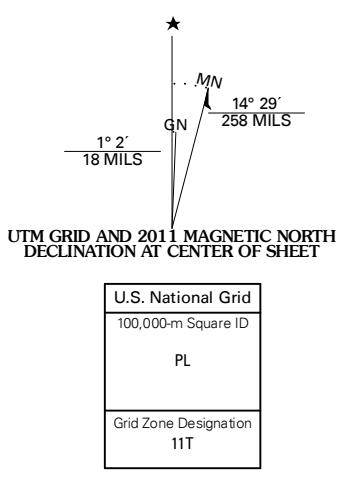 MN
14° 29´
258 MILS
GN
1° 2´
18 MILS
UTM GRID AND 2011 MAGNETIC NORTH
DECLINATION AT CENTER OF SHEET
U.S. National Grid
100,000-m Square ID
PL
Grid Zone Designation
11T